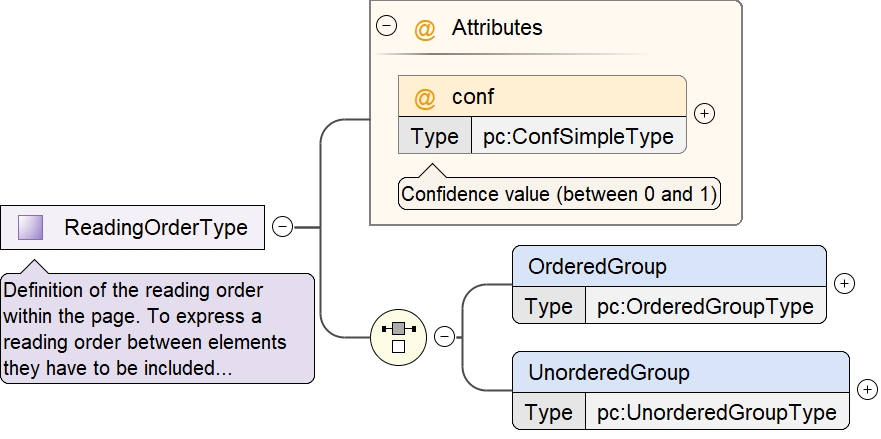 @ Attributes
@ conf
Type pc:ConfSimpleType
Confidence value (between 0 and 1)
ReadingOrderType
Definition of the reading order
within the page. To express a
reading order between elements
they have to be included...
OrderedGroup
Type pc:OrderedGroupType
UnorderedGroup
Type pc:UnorderedGroupType